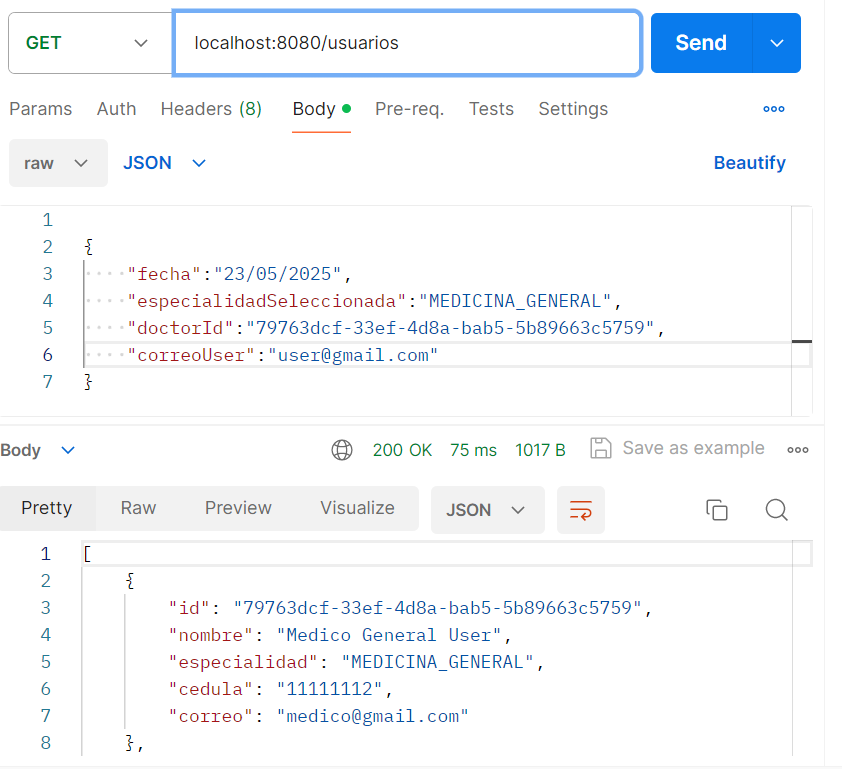 GET localhost:8080/usuarios Send
Params Auth Headers (8) Body Pre-req. Tests Settings
raw JSON Beautify
1
2 {
3 "fecha":"23/05/2025",
4 "especialidadSeleccionada":"MEDICINA_GENERAL",
5 "doctorId":"79763dcf-33ef-4d8a-bab5-5b89663c5759",
6 "correoUser":"user@gmail.com"
7 }
Body 200 OK 75 ms 1017 B Save as example
Pretty Raw Preview Visualize JSON
1 [
2 {
3 "id": "79763dcf-33ef-4d8a-bab5-5b89663c5759",
4 "nombre": "Medico General User",
5 "especialidad": "MEDICINA_GENERAL",
6 "cedula": "11111112",
7 "correo": "medico@gmail.com"
8 },